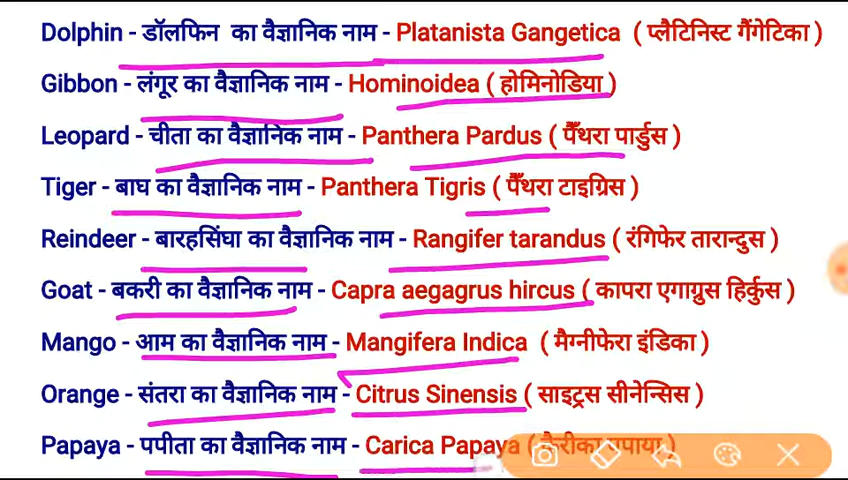 Dolphin - डॉलफिन का वैज्ञानिक नाम - Platanista Gangetica ( प्लैटिनिस्ट गैंगेटिका )
Gibbon - लंगूर का वैज्ञानिक नाम - Hominoidea ( होमिनोडिया )
Leopard - चीता का वैज्ञानिक नाम - Panthera Pardus ( पैँथरा पार्डुस )
Tiger - बाघ का वैज्ञानिक नाम - Panthera Tigris ( पैँथरा टाइग्रिस )
Reindeer - बारहसिंघा का वैज्ञानिक नाम - Rangifer tarandus ( रंगिफेर तारान्दुस )
Goat - बकरी का वैज्ञानिक नाम - Capra aegagrus hircus ( कापरा एगाग्रुस हिर्कुस )
Mango - आम का वैज्ञानिक नाम - Mangifera Indica ( मैग्नीफेरा इंडिका )
Orange - संतरा का वैज्ञानिक नाम - Citrus Sinensis ( साइट्रस सीनेन्सिस )
Papaya - पपीता का वैज्ञानिक नाम - Carica Papaya